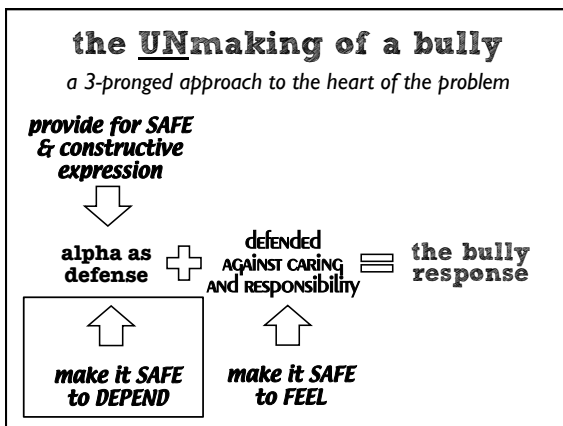 the UNmaking of a bully
a 3-pronged approach to the heart of the problem
provide for SAFE
& constructive
expression
alpha as
defense
defended
AGAINST CARING
AND RESPONSIBILITY
the bully
response
make it SAFE
to DEPEND
make it SAFE
to FEEL